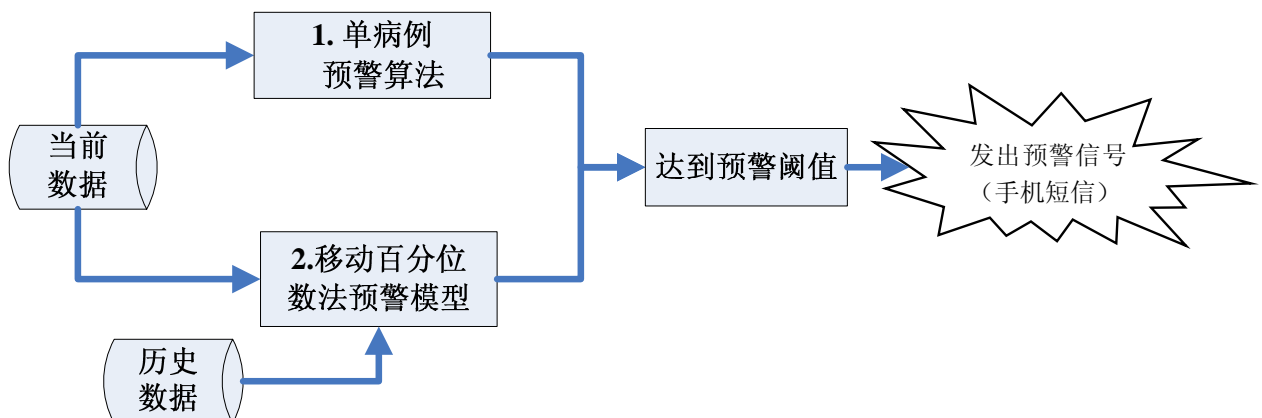 1. 单病例
预警算法
当前
数据
达到预警阈值
发出预警信号
（手机短信）
2.移动百分位
数法预警模型
历史
数据